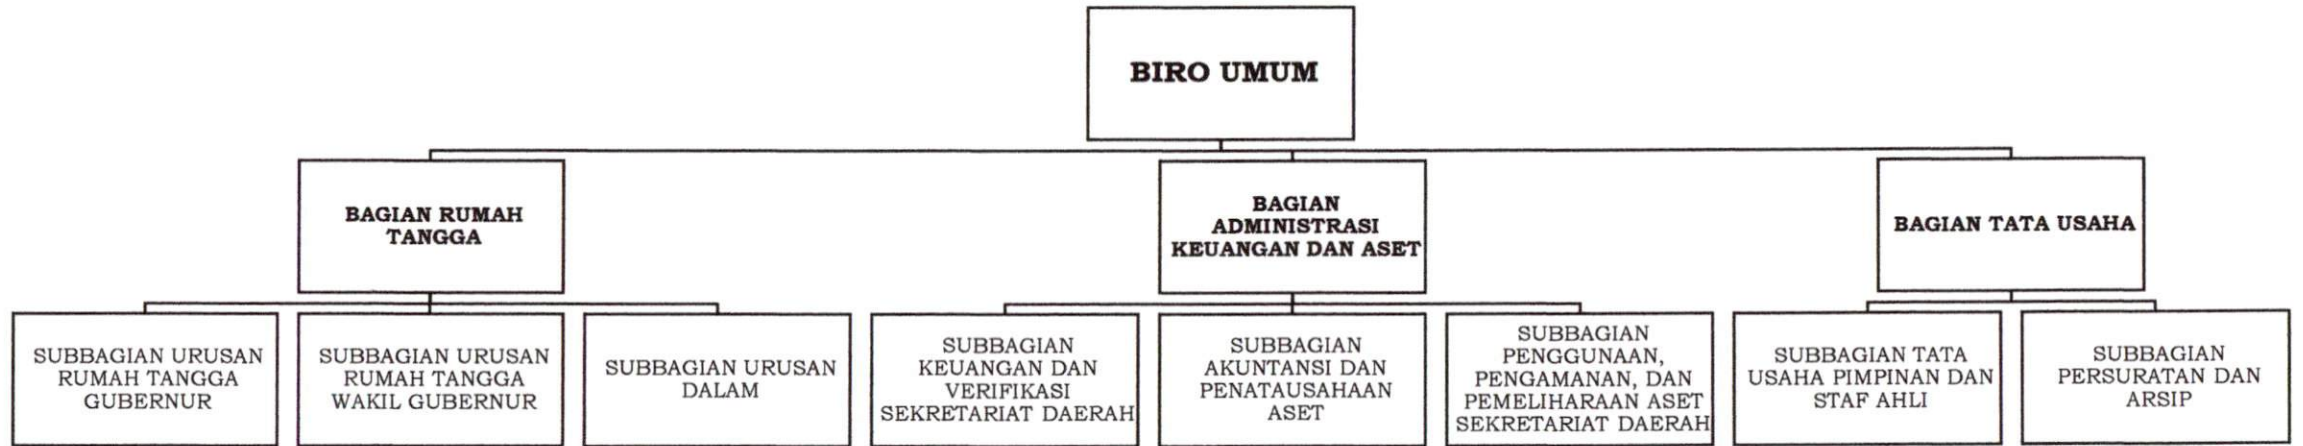 BIRO UMUM
BAGIAN RUMAH
TANGGA
BAGIAN
ADMINISTRASI
KEUANGAN DAN ASET
BAGIAN TATA USAHA
SUBBAGIAN URUSAN
RUMAH TANGGA
GUBERNUR
SUBBAGIAN URUSAN
RUMAH TANGGA
WAKIL GUBERNUR
SUBBAGIAN URUSAN
DALAM
SUBBAGIAN
KEUANGAN DAN
VERIFIKASI
SEKRETARIAT DAERAH
SUBBAGIAN
AKUNTANSI DAN
PENATAUSAHAAN
ASET
SUBBAGIAN
PENGGUNAAN,
PENGAMANAN, DAN
PEMELIHARAAN ASET
SEKRETARIAT DAERAH
SUBBAGIAN TATA
USAHA PIMPINAN DAN
STAF AHLI
SUBBAGIAN
PERSURATAN DAN
ARSIP